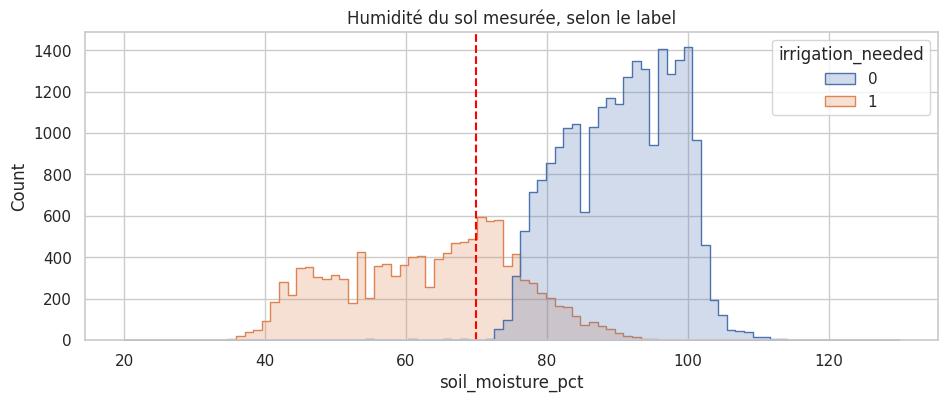 Humidité du sol mesurée, selon le label
irrigation_needed
0
1
Count
1400
1200
1000
800
600
400
200
0
20 40 60 80 100 120
soil_moisture_pct